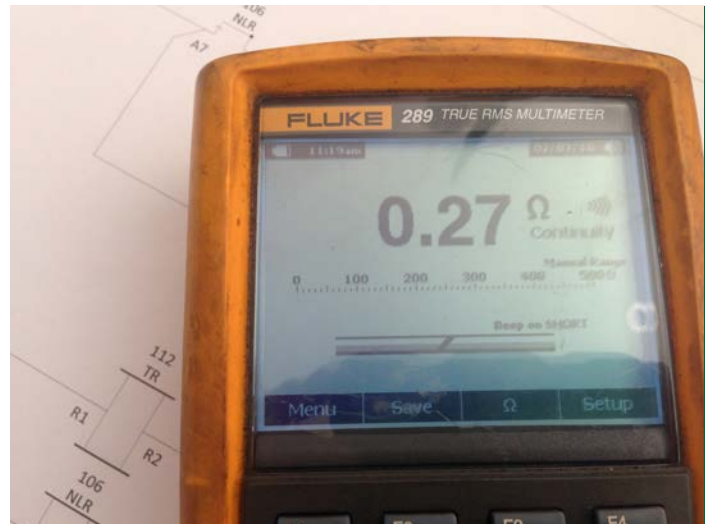 106
NLR
A7
FLUKE 289 TRUE RMS MULTIMETER
11:19am
0.27 Ω
Continuity
Manual Range
0 100 200 300 400 500Ω
Beep on SHORT
Menu Save Ω Setup
112
TR
R1
R2
106
NLR